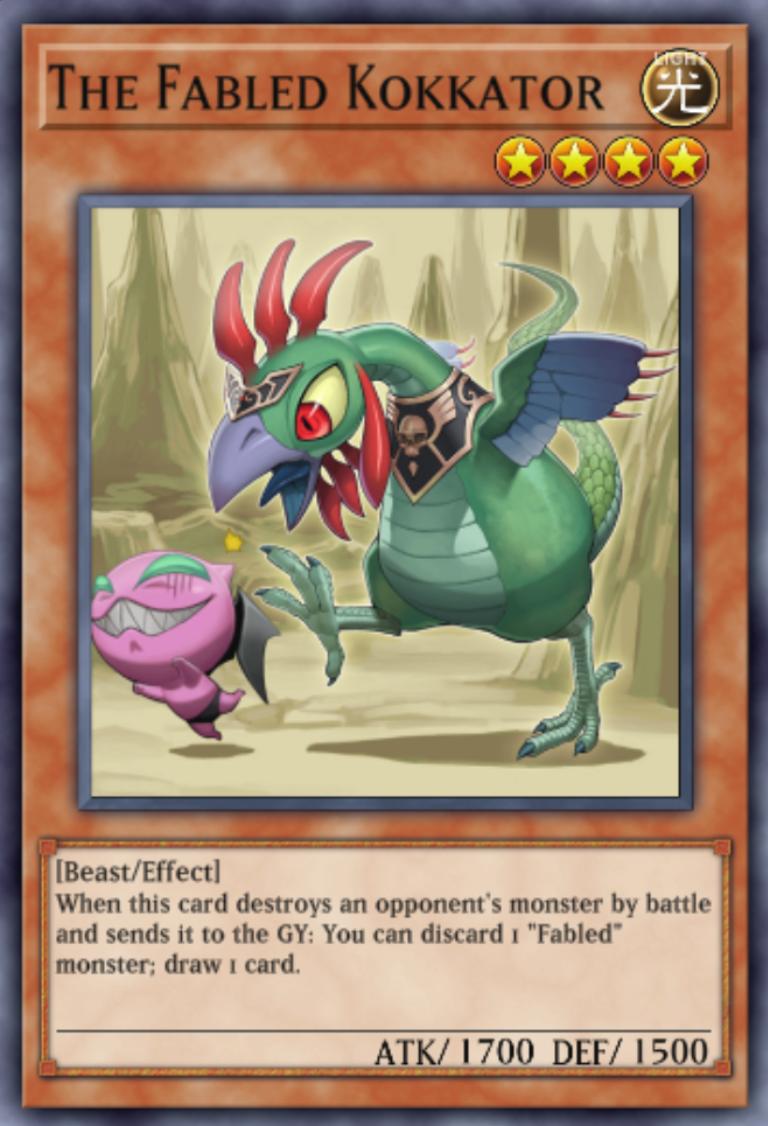 THE FABLED KOKKATOR
LIGHT
光
[Beast/Effect]
When this card destroys an opponent's monster by battle
and sends it to the GY: You can discard 1 "Fabled"
monster; draw 1 card.
ATK/ 1700 DEF/ 1500